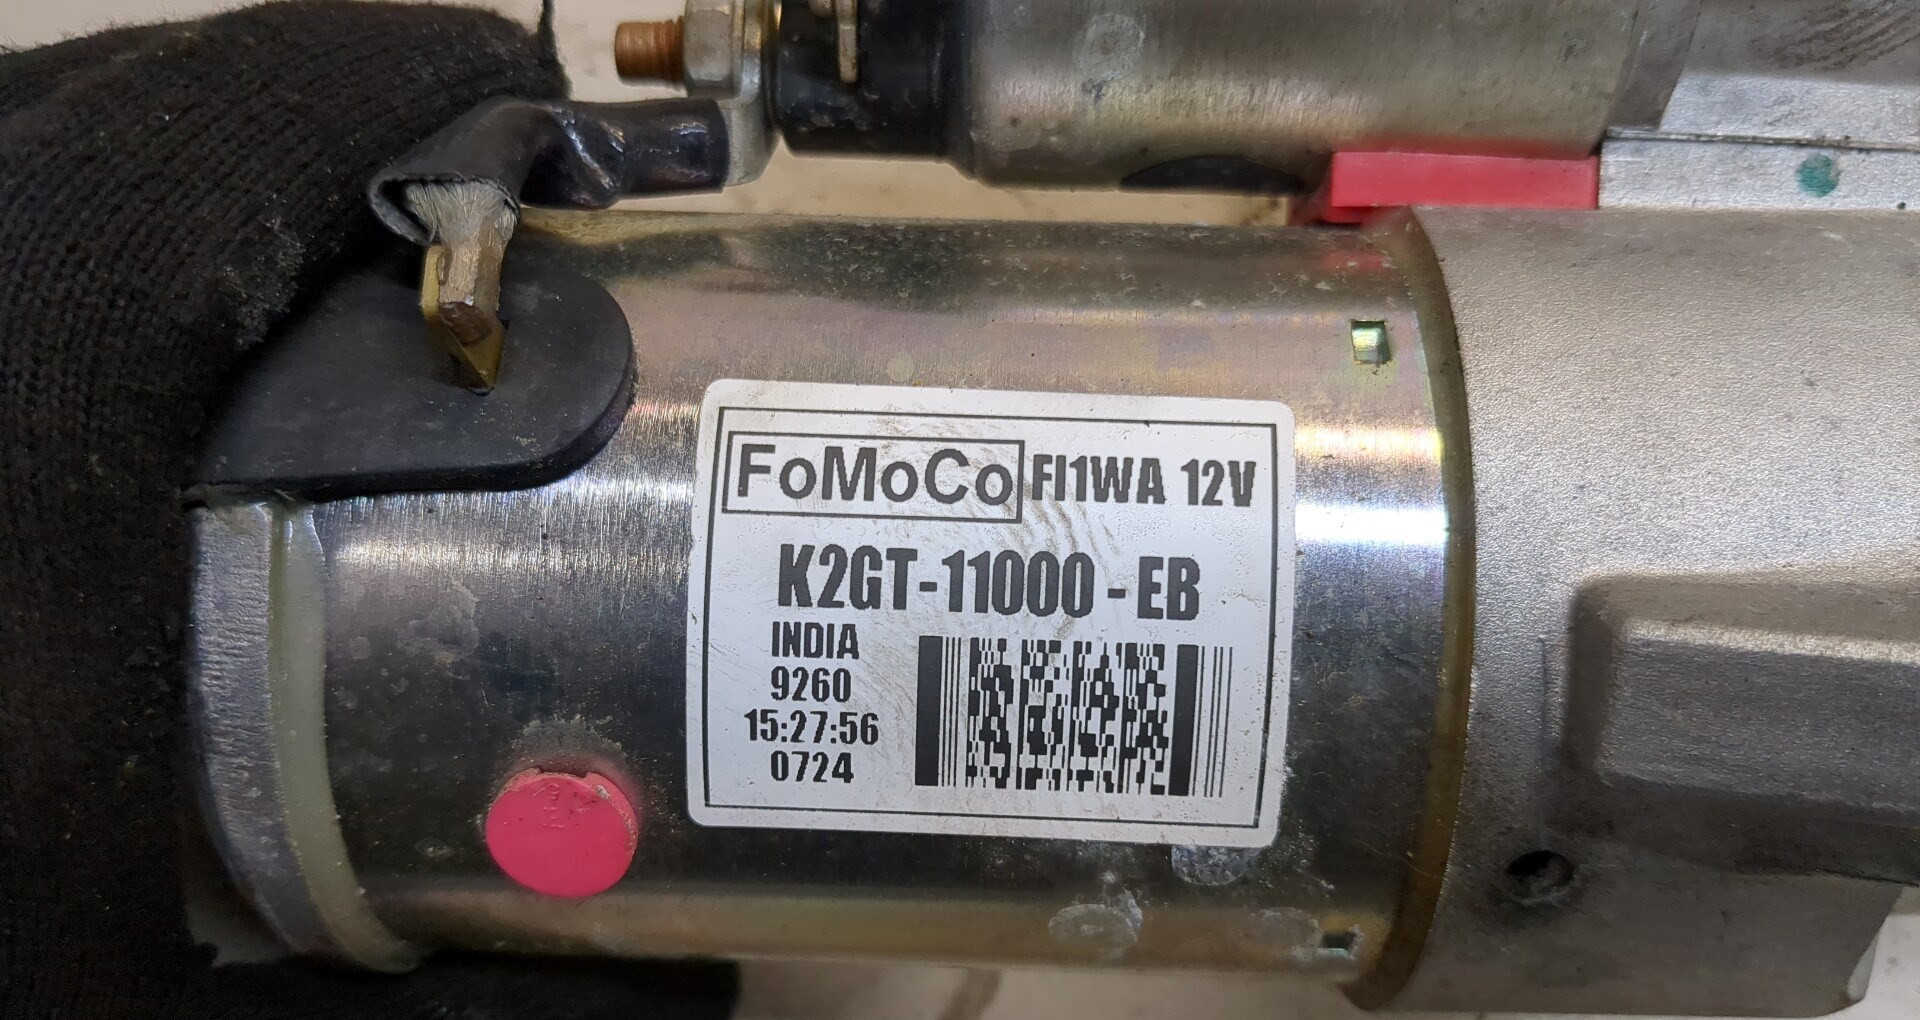 FoMoCo FI1WA 12V
K2GT-11000-EB
INDIA
9260
15:27:56
0724